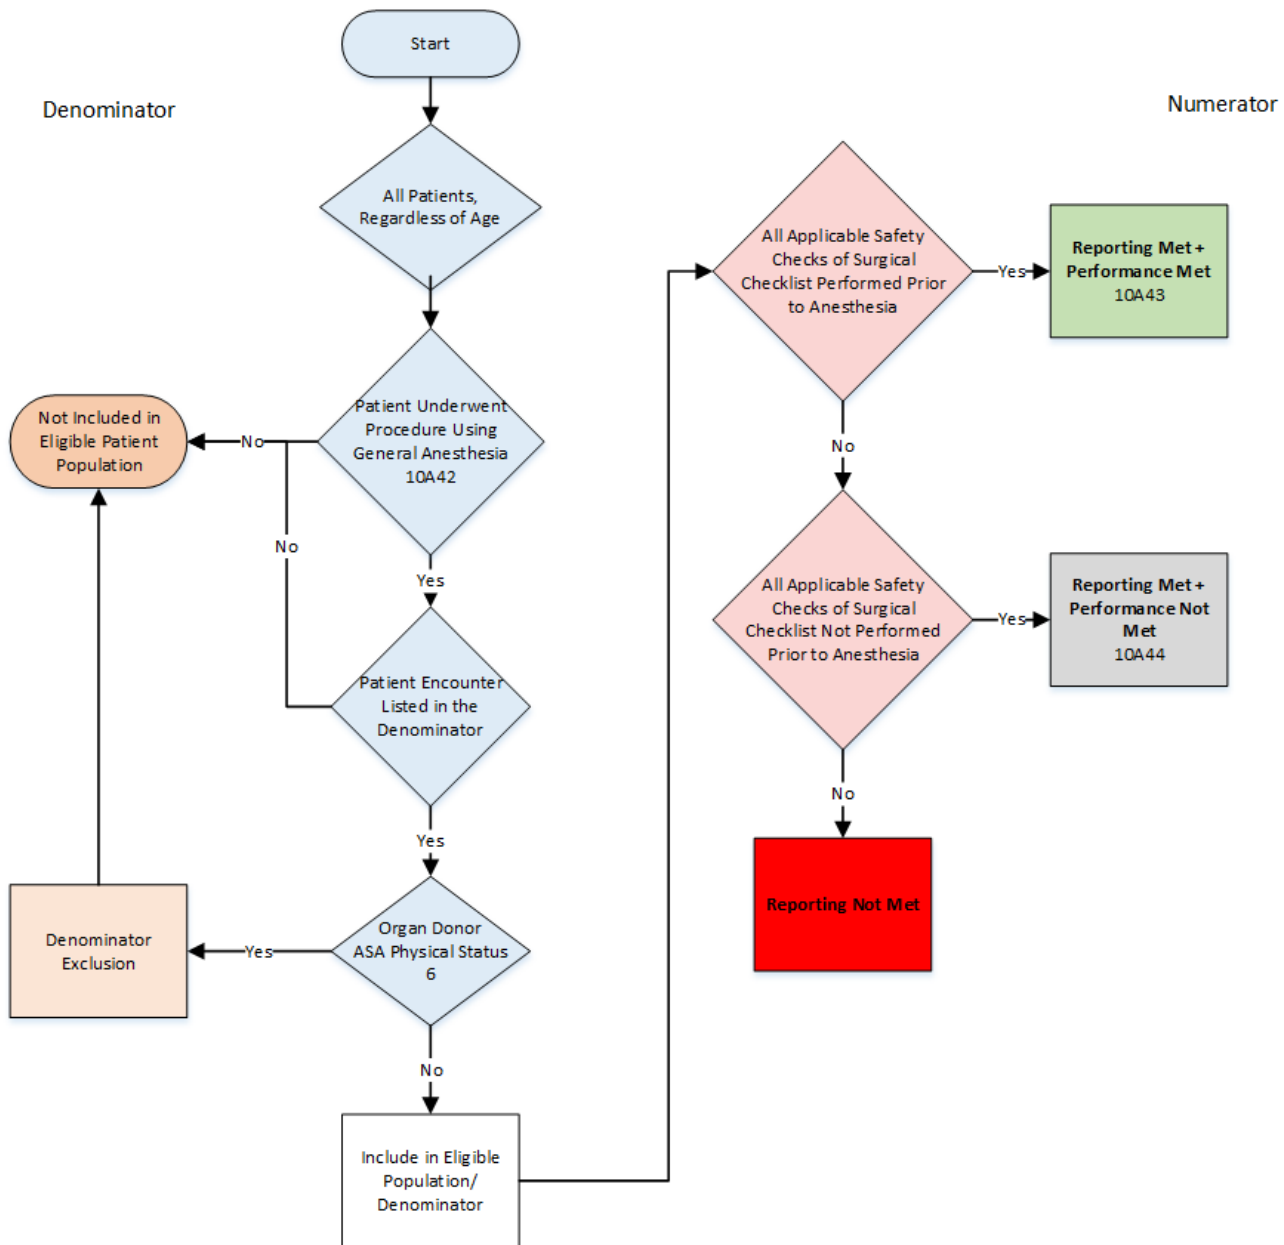 Start
Denominator
Numerator
All Patients,
Regardless of Age
Patient Underwent
Procedure Using
General Anesthesia
10A42
No
Not Included in
Eligible Patient
Population
No
Yes
Patient Encounter
Listed in the
Denominator
Yes
Organ Donor
ASA Physical Status
6
Yes
Denominator
Exclusion
No
Include in Eligible
Population/
Denominator
All Applicable Safety
Checks of Surgical
Checklist Performed Prior
to Anesthesia
Yes
Reporting Met +
Performance Met
10A43
No
All Applicable Safety
Checks of Surgical
Checklist Not Performed
Prior to Anesthesia
Yes
Reporting Met +
Performance Not
Met
10A44
No
Reporting Not Met